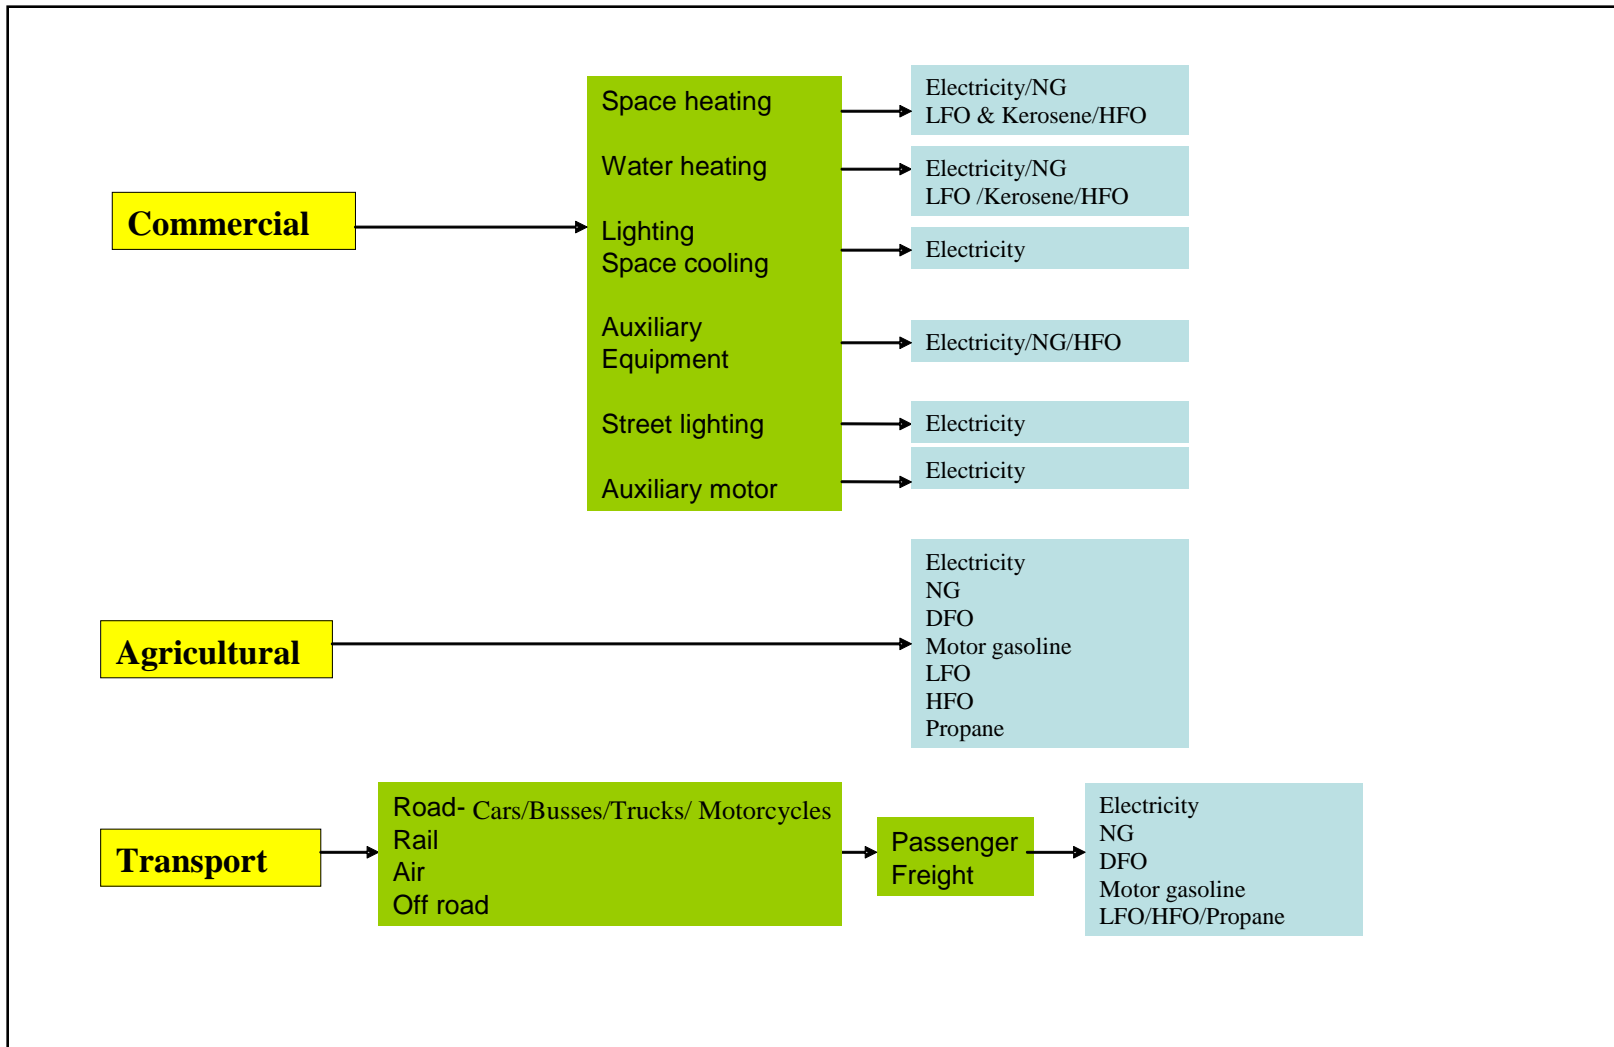 Commercial
Space heating
Water heating
Lighting
Space cooling
Auxiliary
Equipment
Street lighting
Auxiliary motor
Electricity/NG
LFO & Kerosene/HFO
Electricity/NG
LFO /Kerosene/HFO
Electricity
Electricity/NG/HFO
Electricity
Electricity
Agricultural
Electricity
NG
DFO
Motor gasoline
LFO
HFO
Propane
Transport
Road- Cars/Busses/Trucks/ Motorcycles
Rail
Air
Off road
Passenger
Freight
Electricity
NG
DFO
Motor gasoline
LFO/HFO/Propane